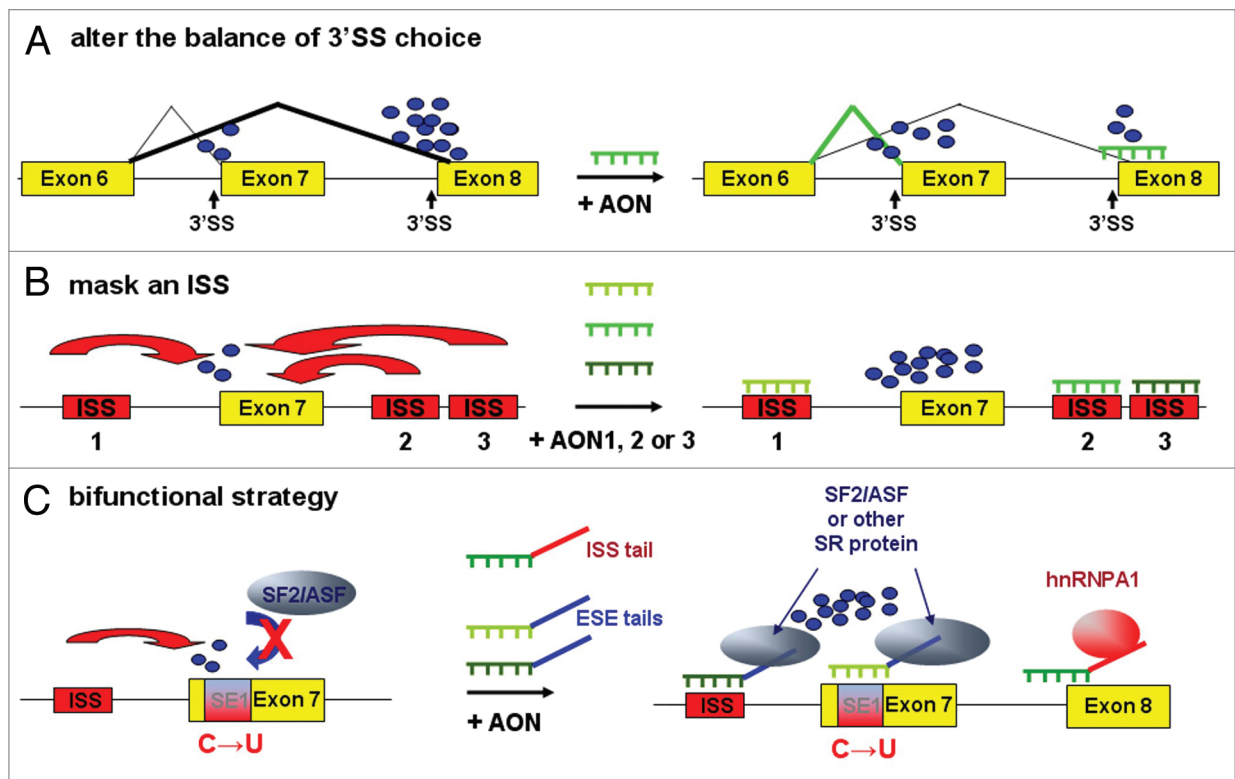 A alter the balance of 3'SS choice
Exon 6 Exon 7 Exon 8
3'SS 3'SS
+ AON
Exon 6 Exon 7 Exon 8
3'SS 3'SS
B mask an ISS
ISS Exon 7 ISS ISS
1 2 3
+ AON1, 2 or 3
ISS Exon 7 ISS ISS
1 2 3
C bifunctional strategy
SF2/ASF
X
ISS SE1 Exon 7
C→U
ISS tail
ESE tails
+ AON
SF2/ASF
or other
SR protein
hnRNPA1
ISS SE1 Exon 7 Exon 8
C→U